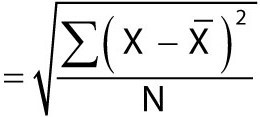 = √(∑(X − X̄)² / N)